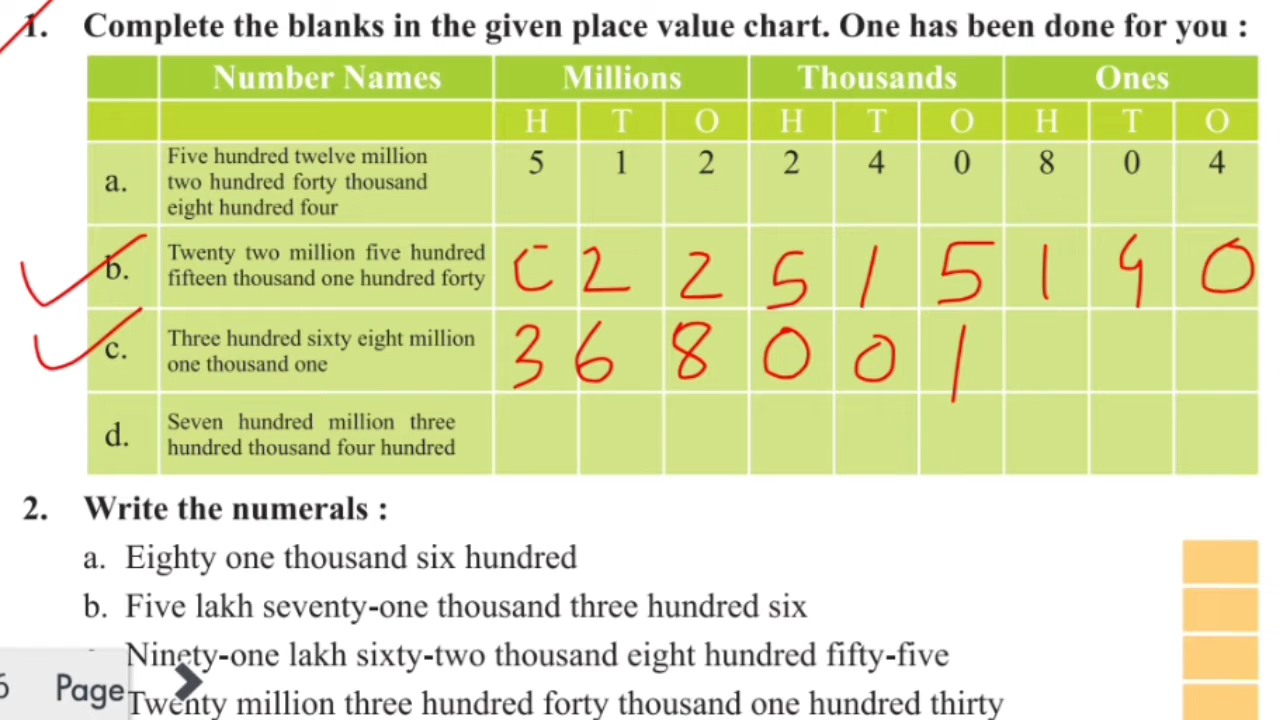 1. Complete the blanks in the given place value chart. One has been done for you :
Number Names Millions Thousands Ones
H T O H T O H T O
a. Five hundred twelve million two hundred forty thousand eight hundred four 5 1 2 2 4 0 8 0 4
b. Twenty two million five hundred fifteen thousand one hundred forty 2 2 5 1 5 1 4 0
c. Three hundred sixty eight million one thousand one 3 6 8 0 0 1
d. Seven hundred million three hundred thousand four hundred
2. Write the numerals :
a. Eighty one thousand six hundred
b. Five lakh seventy-one thousand three hundred six
Ninety-one lakh sixty-two thousand eight hundred fifty-five
Page
Twenty million three hundred forty thousand one hundred thirty